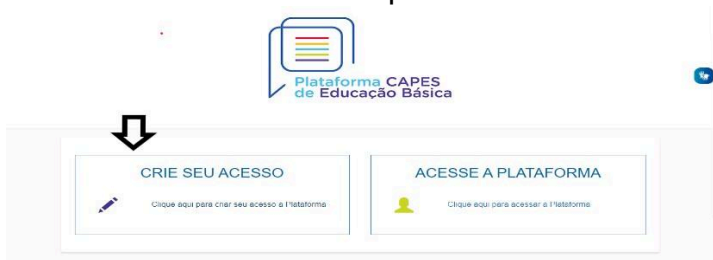 Plataforma CAPES
de Educação Básica
CRIE SEU ACESSO
ACESSE A PLATAFORMA
Clique aqui para criar seu acesso a Plataforma
Clique aqui para acessar a Plataforma